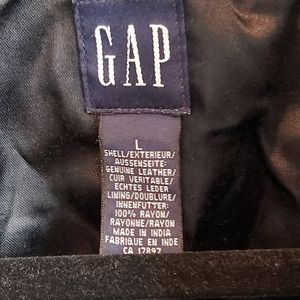 GAP
L
SHELL/EXTERIEUR/
AUSSENSEITE:
GENUINE LEATHER/
CUIR VERITABLE/
ECHTES LEDER
LINING/DOUBLURE/
INNENFUTTER:
100% RAYON/
RAYONNE/RAYON
MADE IN INDIA
FABRIQUE EN INDE
CA 17897